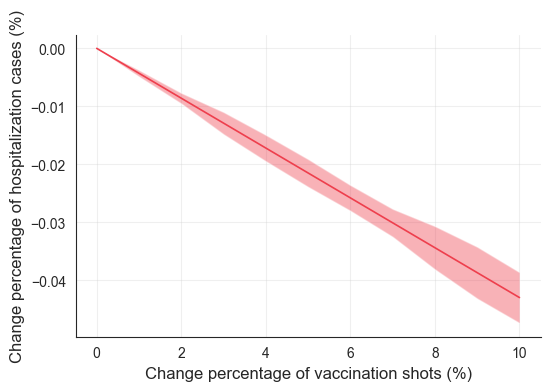 Change percentage of hospitalization cases (%)
0.00
−0.01
−0.02
−0.03
−0.04
0 2 4 6 8 10
Change percentage of vaccination shots (%)